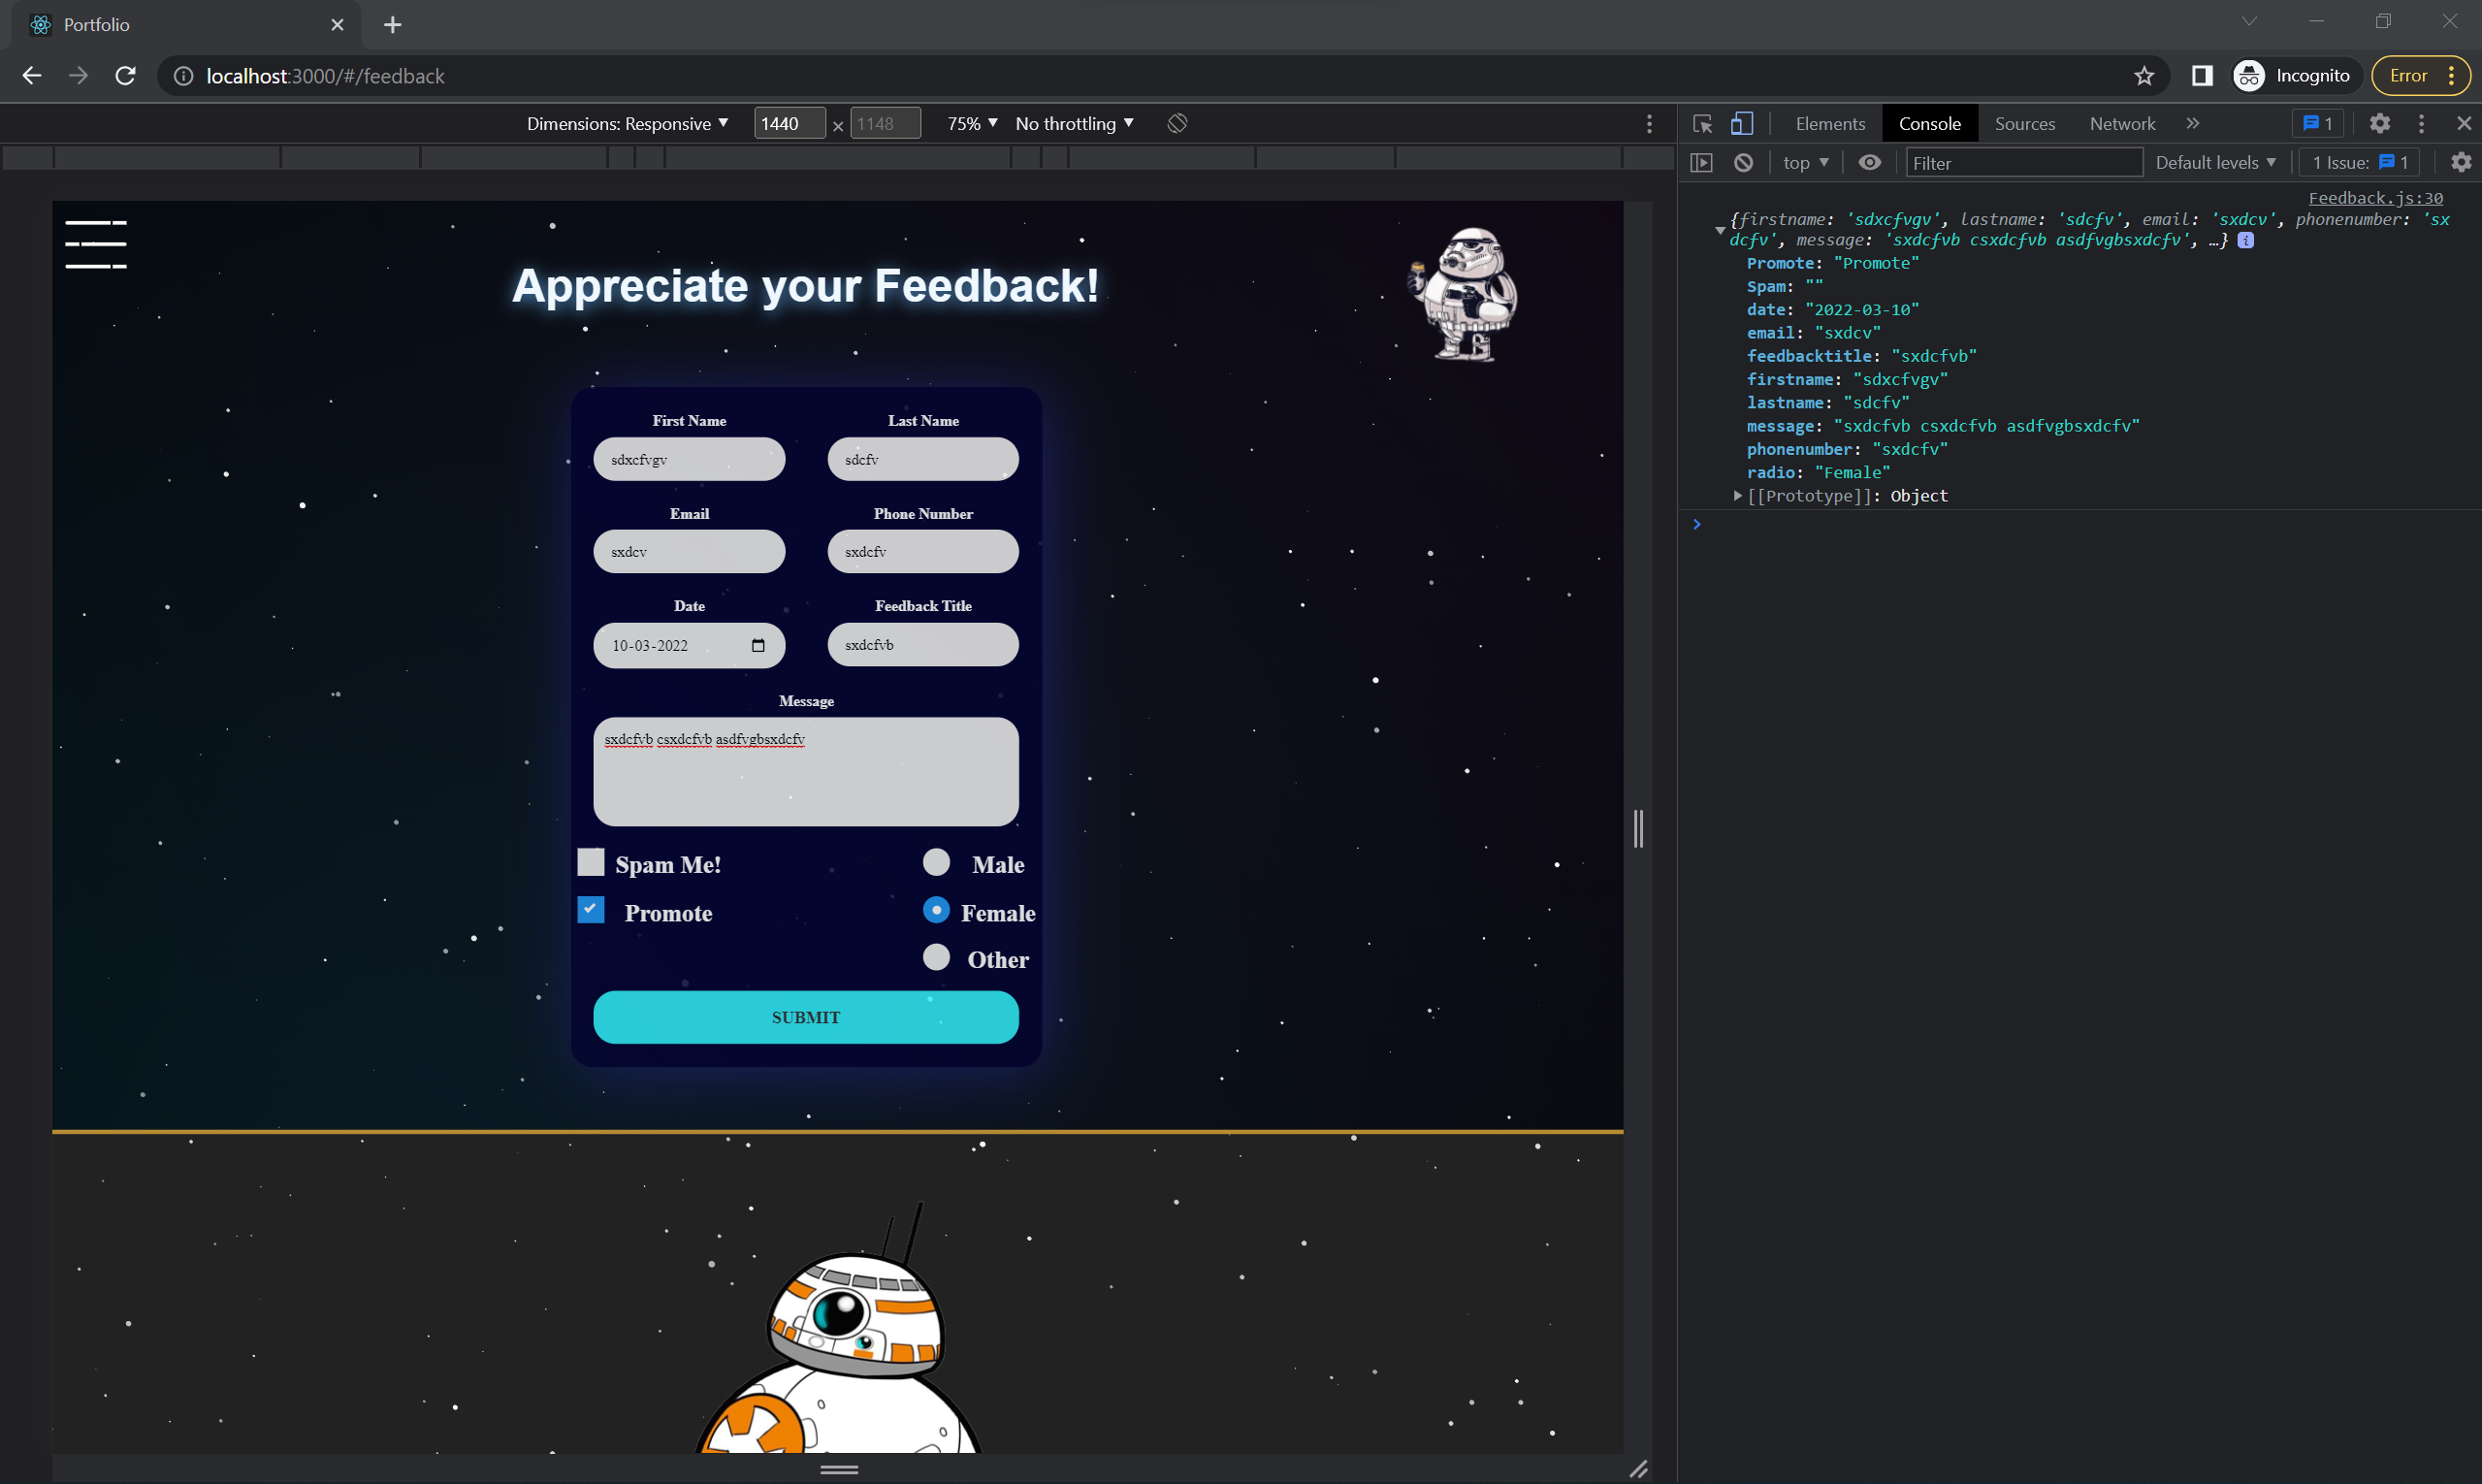 Portfolio
localhost:3000/#/feedback
Incognito
Error
Dimensions: Responsive
1440 × 1148
75%
No throttling
Elements
Console
Sources
Network
1
top
Filter
Default levels
1 Issue: 1
Appreciate your Feedback!
First Name
Last Name
sdxcfvgv
sdcfv
Email
Phone Number
sxdcv
sxdcfv
Date
Feedback Title
10-03-2022
sxdcfvb
Message
sxdcfvb csxdcfvb asdfvgbsxdcfv
Spam Me!
Male
Promote
Female
Other
SUBMIT
Feedback.js:30
{firstname: 'sdxcfvgv', lastname: 'sdcfv', email: 'sxdcv', phonenumber: 'sx
dcfv', message: 'sxdcfvb csxdcfvb asdfvgbsxdcfv', …}
Promote: "Promote"
Spam: ""
date: "2022-03-10"
email: "sxdcv"
feedbacktitle: "sxdcfvb"
firstname: "sdxcfvgv"
lastname: "sdcfv"
message: "sxdcfvb csxdcfvb asdfvgbsxdcfv"
phonenumber: "sxdcfv"
radio: "Female"
[[Prototype]]: Object